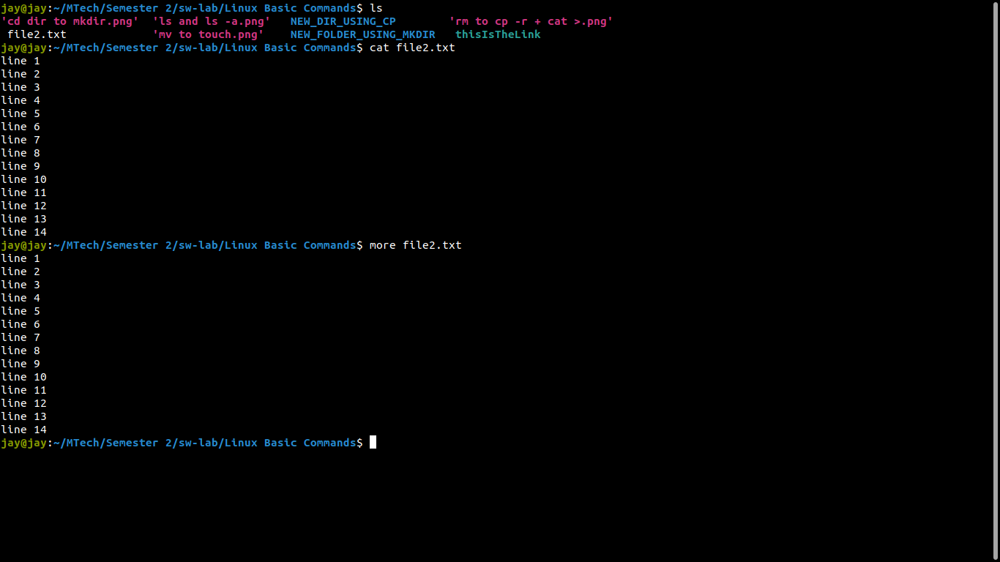 jay@jay:~/MTech/Semester 2/sw-lab/Linux Basic Commands$ ls
'cd dir to mkdir.png'  'ls and ls -a.png'   NEW_DIR_USING_CP        'rm to cp -r + cat >.png'
 file2.txt             'mv to touch.png'    NEW_FOLDER_USING_MKDIR   thisIsTheLink
jay@jay:~/MTech/Semester 2/sw-lab/Linux Basic Commands$ cat file2.txt
line 1
line 2
line 3
line 4
line 5
line 6
line 7
line 8
line 9
line 10
line 11
line 12
line 13
line 14
jay@jay:~/MTech/Semester 2/sw-lab/Linux Basic Commands$ more file2.txt
line 1
line 2
line 3
line 4
line 5
line 6
line 7
line 8
line 9
line 10
line 11
line 12
line 13
line 14
jay@jay:~/MTech/Semester 2/sw-lab/Linux Basic Commands$